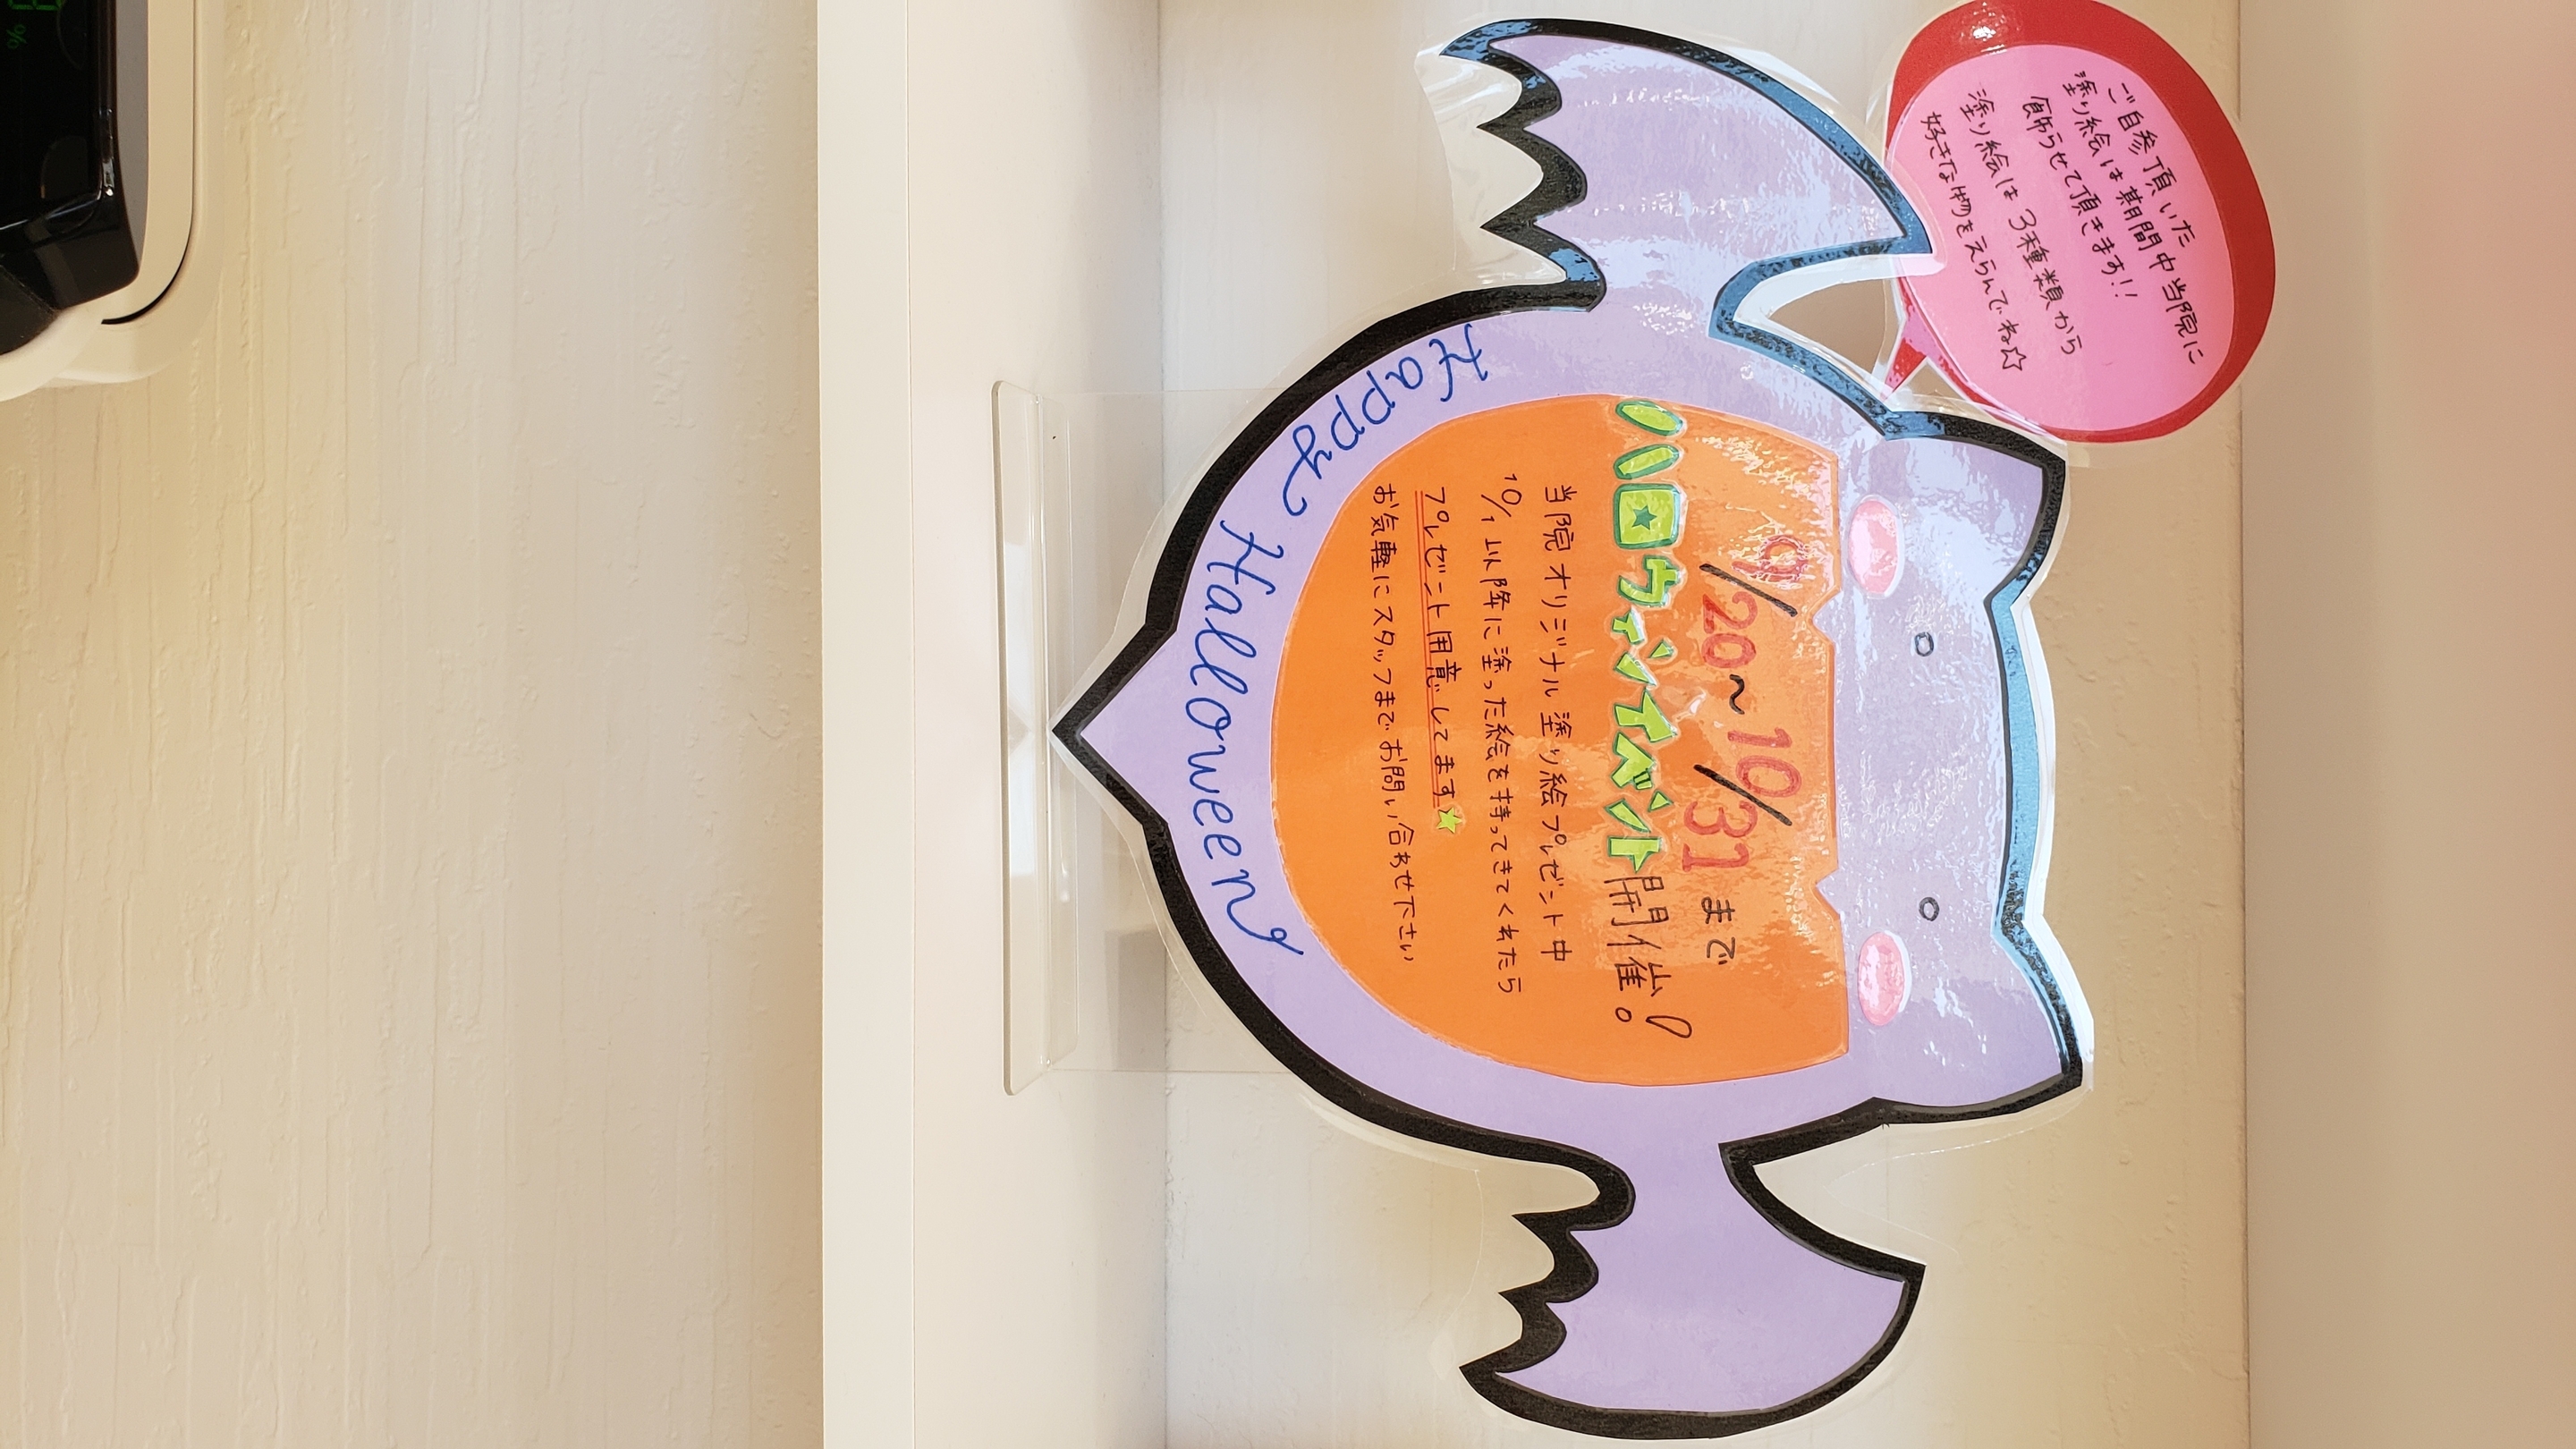 ご自参頂いた
塗り絵は期間中当院に
飾らせて頂きます!!
塗り絵は3種類から
好きな物をえらんでね☆
9/20〜10/31まで
ハロウィンイベント開催!。
当院オリジナル塗り絵プレゼント中
10/1以降に塗った絵を持ってきてくれたら
プレゼント用意してます★
お気軽にスタッフまでお問い合わせ下さい
Happy Halloween
%